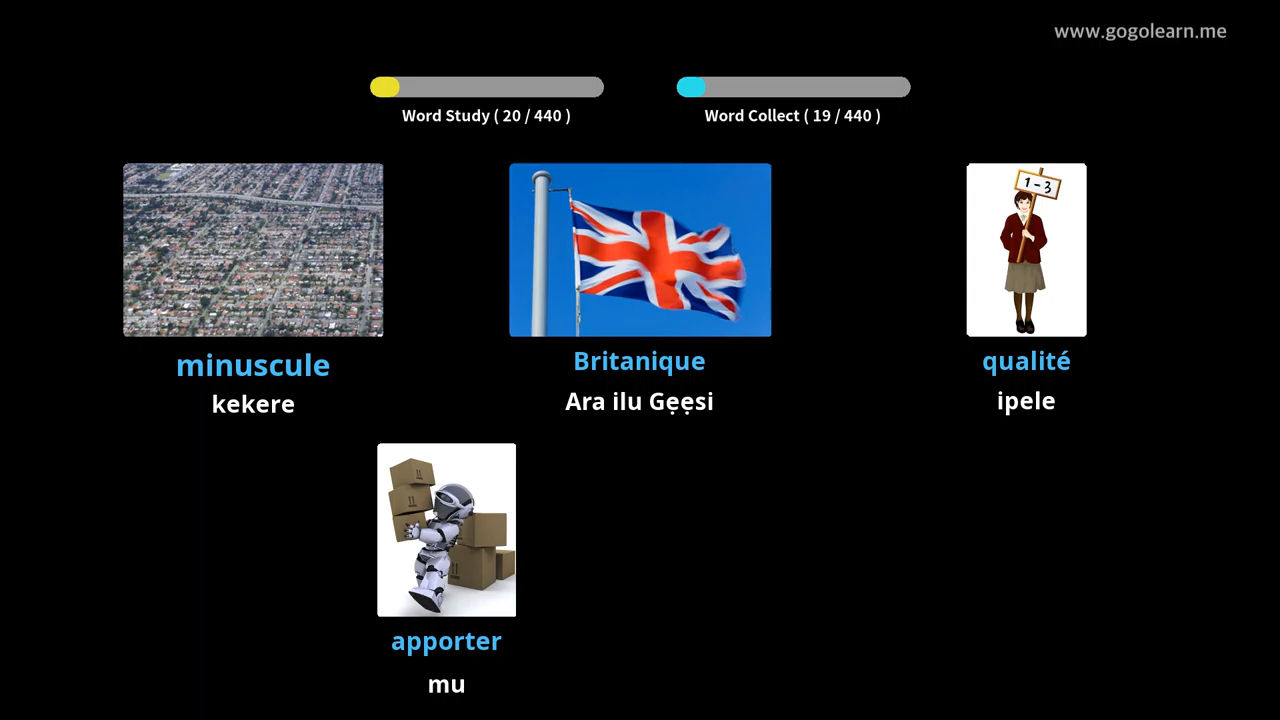 www.gogolearn.me
Word Study ( 20 / 440 )
Word Collect ( 19 / 440 )
1 - 3
minuscule
kekere
Britanique
Ara ilu Gẹẹsi
qualité
ipele
apporter
mu